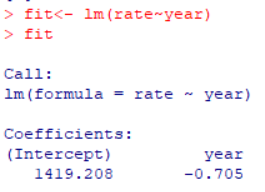 > fit<- lm(rate~year)
> fit
Call:
lm(formula = rate ~ year)
Coefficients:
(Intercept) year
1419.208 -0.705